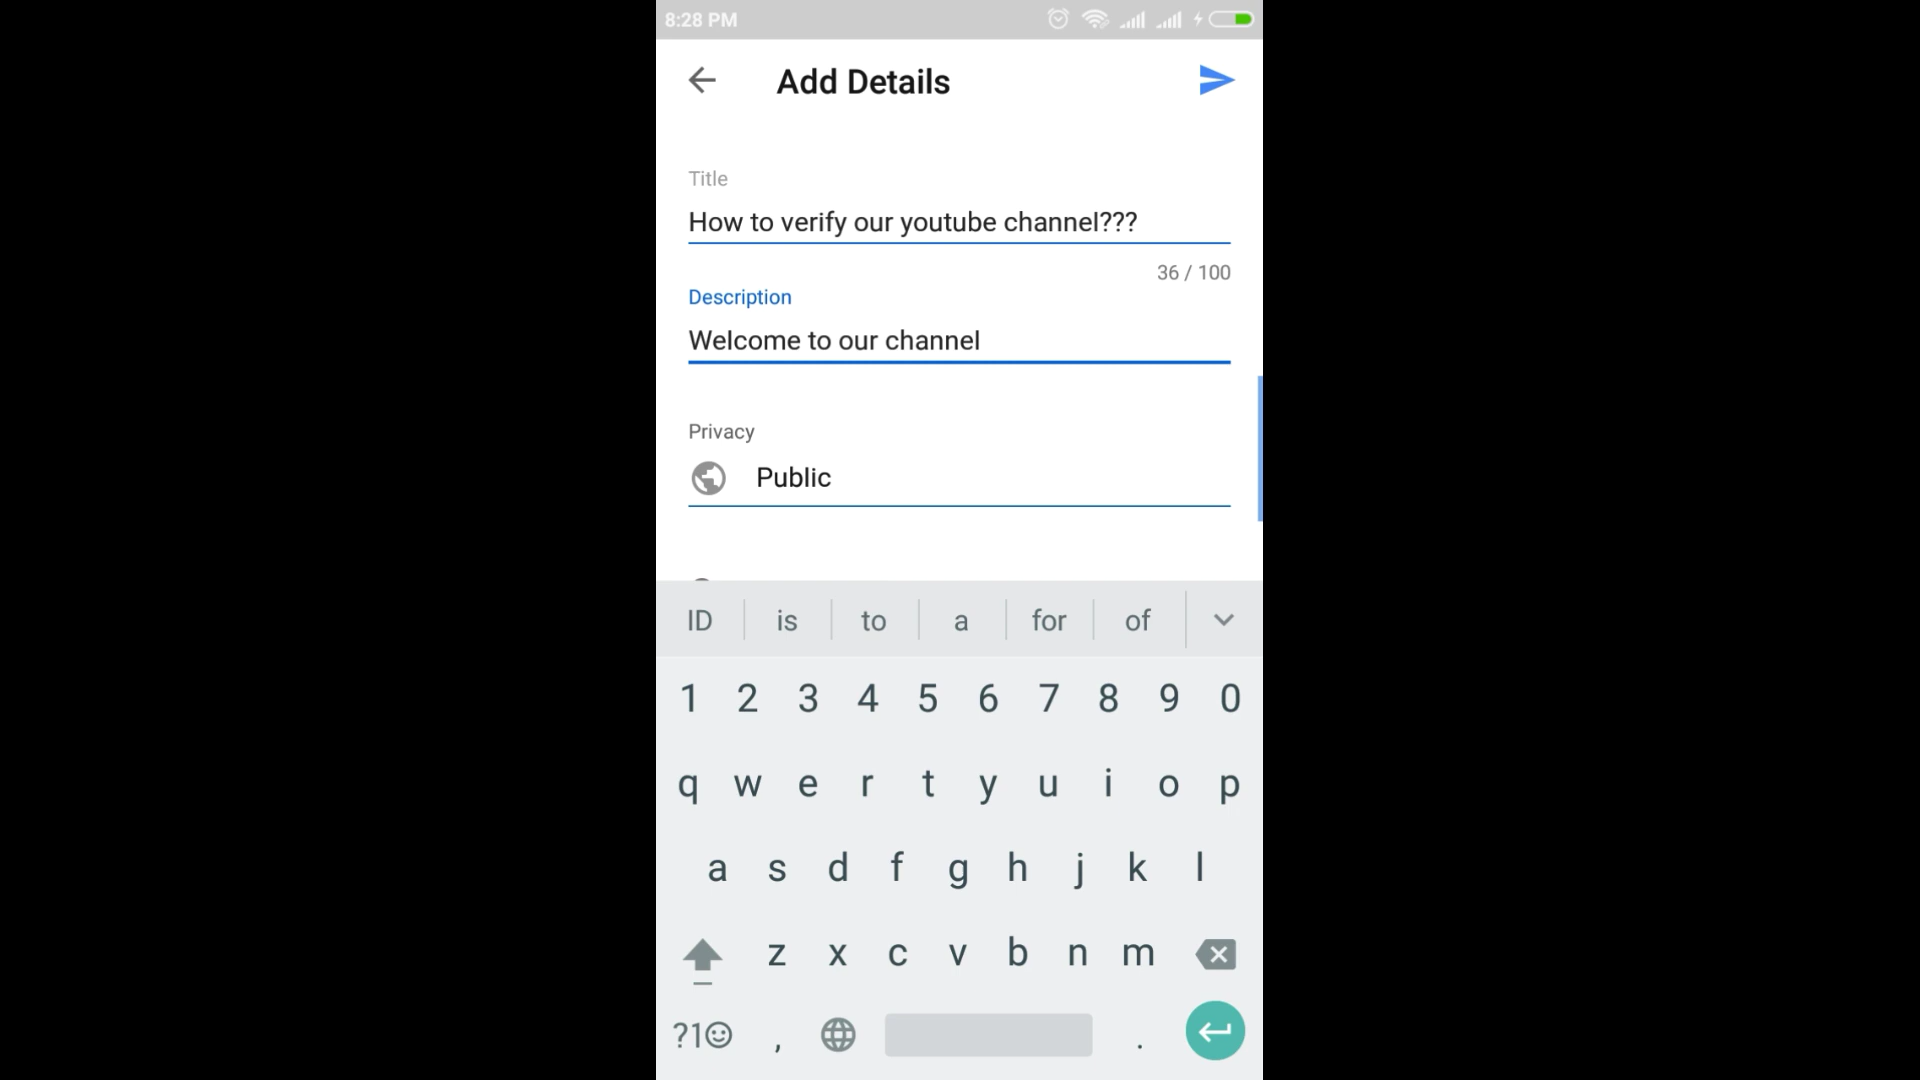 8:28 PM
Add Details
Title
How to verify our youtube channel???
36 / 100
Description
Welcome to our channel
Privacy
Public
ID is to a for of
1 2 3 4 5 6 7 8 9 0
q w e r t y u i o p
a s d f g h j k l
z x c v b n m
?1☺ , .